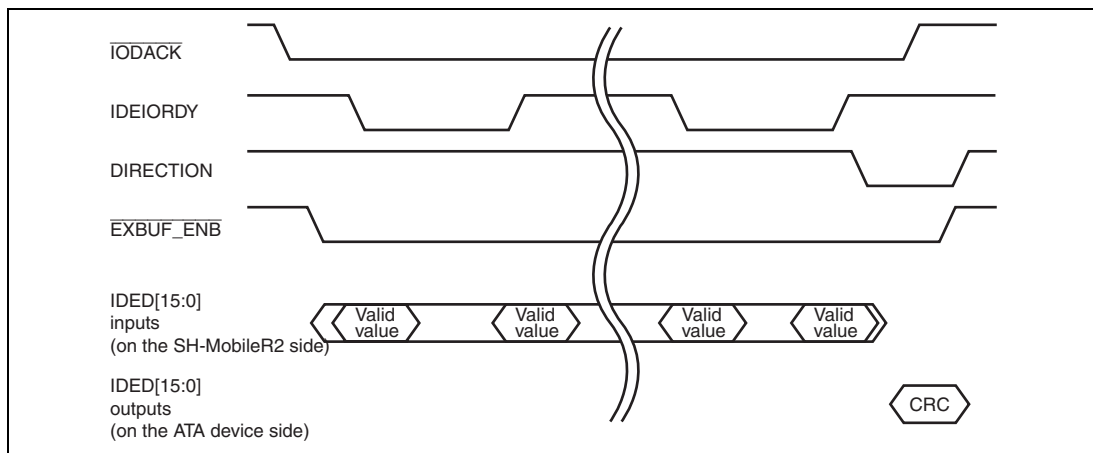 IODACK
IDEIORDY
DIRECTION
EXBUF_ENB
IDED[15:0]
inputs
(on the SH-MobileR2 side)
Valid
value
Valid
value
Valid
value
Valid
value
IDED[15:0]
outputs
(on the ATA device side)
CRC